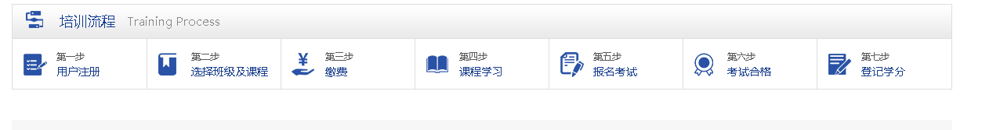 培训流程 Training Process
第一步
用户注册
第二步
选择班级及课程
第三步
缴费
第四步
课程学习
第五步
报名考试
第六步
考试合格
第七步
登记学分